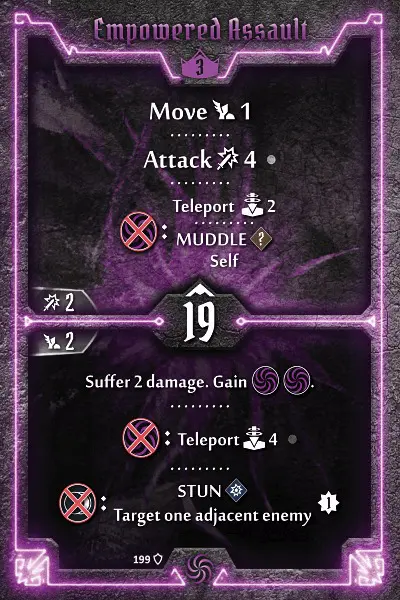 Empowered Assault
3
Move 1
Attack 4
Teleport 2
: MUDDLE ?
Self
2
19
2
Suffer 2 damage. Gain .
: Teleport 4
STUN
: Target one adjacent enemy 1
199